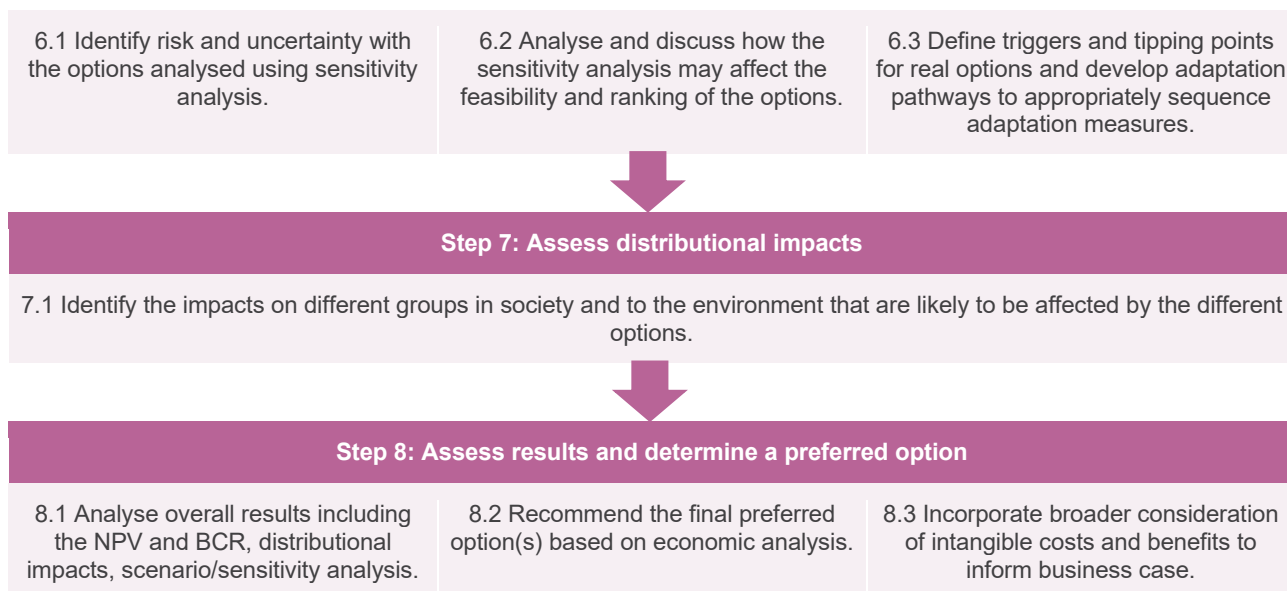 6.1 Identify risk and uncertainty with
the options analysed using sensitivity
analysis.
6.2 Analyse and discuss how the
sensitivity analysis may affect the
feasibility and ranking of the options.
6.3 Define triggers and tipping points
for real options and develop adaptation
pathways to appropriately sequence
adaptation measures.
Step 7: Assess distributional impacts
7.1 Identify the impacts on different groups in society and to the environment that are likely to be affected by the different
options.
Step 8: Assess results and determine a preferred option
8.1 Analyse overall results including
the NPV and BCR, distributional
impacts, scenario/sensitivity analysis.
8.2 Recommend the final preferred
option(s) based on economic analysis.
8.3 Incorporate broader consideration
of intangible costs and benefits to
inform business case.